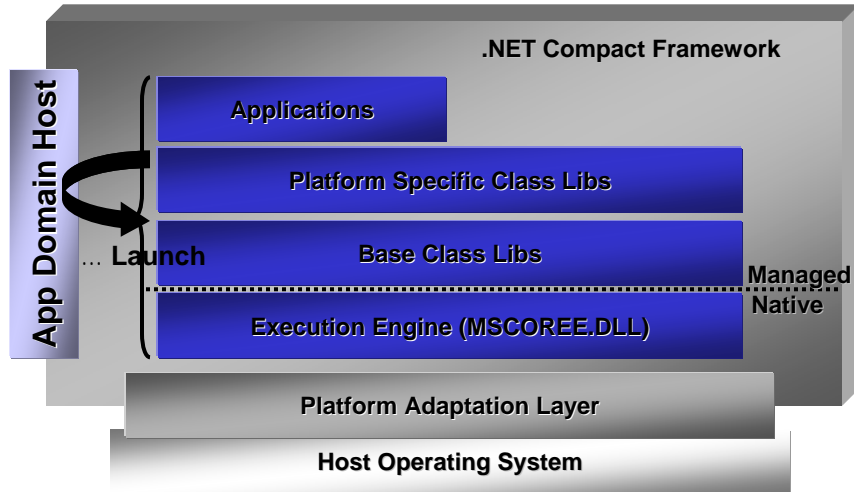 .NET Compact Framework
App Domain Host
Applications
Platform Specific Class Libs
... Launch
Base Class Libs
Managed
Native
Execution Engine (MSCOREE.DLL)
Platform Adaptation Layer
Host Operating System